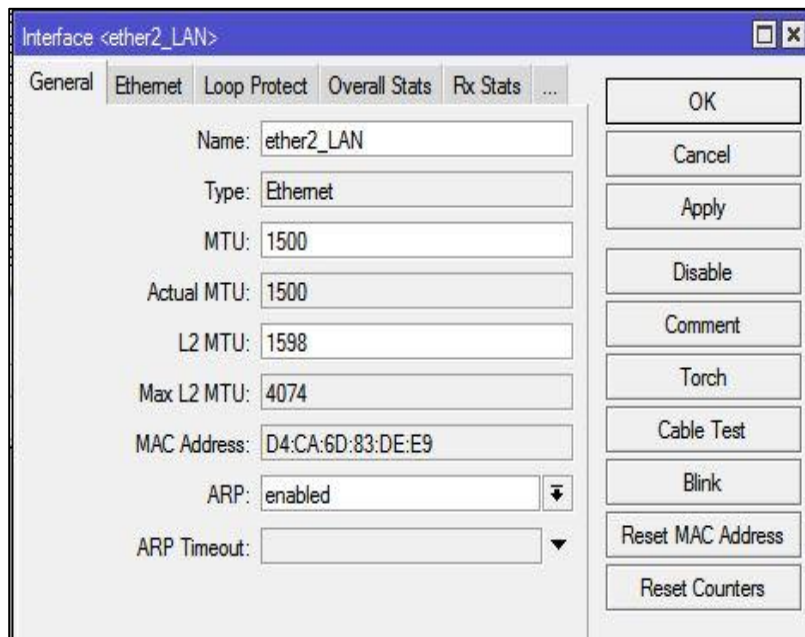 Interface <ether2_LAN>
General Ethernet Loop Protect Overall Stats Rx Stats ...
Name: ether2_LAN
Type: Ethernet
MTU: 1500
Actual MTU: 1500
L2 MTU: 1598
Max L2 MTU: 4074
MAC Address: D4:CA:6D:83:DE:E9
ARP: enabled
ARP Timeout:
OK
Cancel
Apply
Disable
Comment
Torch
Cable Test
Blink
Reset MAC Address
Reset Counters